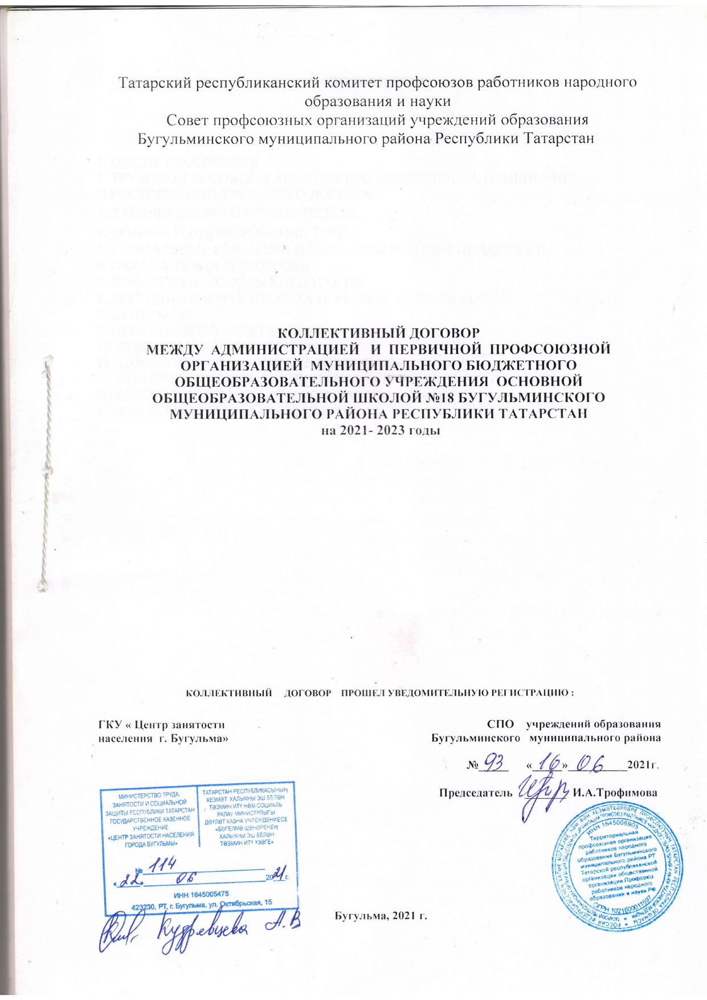 Татарский республиканский комитет профсоюзов работников народного
образования и науки
Совет профсоюзных организаций учреждений образования
Бугульминского муниципального района Республики Татарстан
КОЛЛЕКТИВНЫЙ ДОГОВОР
МЕЖДУ АДМИНИСТРАЦИЕЙ И ПЕРВИЧНОЙ ПРОФСОЮЗНОЙ
ОРГАНИЗАЦИЕЙ МУНИЦИПАЛЬНОГО БЮДЖЕТНОГО
ОБЩЕОБРАЗОВАТЕЛЬНОГО УЧРЕЖДЕНИЯ ОСНОВНОЙ
ОБЩЕОБРАЗОВАТЕЛЬНОЙ ШКОЛОЙ №18 БУГУЛЬМИНСКОГО
МУНИЦИПАЛЬНОГО РАЙОНА РЕСПУБЛИКИ ТАТАРСТАН
на 2021- 2023 годы
КОЛЛЕКТИВНЫЙ ДОГОВОР ПРОШЕЛ УВЕДОМИТЕЛЬНУЮ РЕГИСТРАЦИЮ :
ГКУ « Центр занятости
населения г. Бугульма»
СПО учреждений образования
Бугульминского муниципального района
№ 93 «16» 06 2021г.
Председатель И.А.Трофимова
МИНИСТЕРСТВО ТРУДА,
ЗАНЯТОСТИ И СОЦИАЛЬНОЙ
ЗАЩИТЫ РЕСПУБЛИКИ ТАТАРСТАН
ГОСУДАРСТВЕННОЕ КАЗЕННОЕ
УЧРЕЖДЕНИЕ
«ЦЕНТР ЗАНЯТОСТИ НАСЕЛЕНИЯ
ГОРОДА БУГУЛЬМЫ»
ТАТАРСТАН РЕСПУБЛИКАСЫНЫҢ
ХЕЗМӘТ ХАЛЫКНЫ ЭШ БЕЛӘН
ТӘЭМИН ИТҮ ҺӘМ СОЦИАЛЬ
ЯКЛАУ МИНИСТРЛЫГЫ
ДӘҮЛӘТ КАЗНА УЧРЕЖДЕНИЕСЕ
«БӨГЕЛМӘ ШӘҺӘРЕНЕҢ
ХАЛЫКНЫ ЭШ БЕЛӘН
ТӘЭМИН ИТҮ ҮЗӘГЕ»
№ 114
«22» 06 2021 г.
ИНН 1645005475
423230, РТ, г. Бугульма, ул. Октябрьская, 15
Кудрявцева А.В
ИНН 1645006905
Территориальная
профсоюзная организация
работников народного
образования Бугульминского
муниципального района РТ
Татарской республиканской
организации общественной
организации Профсоюз
работников народного
образования и науки РФ
ОГРН 1021600011597
Бугульма, 2021 г.